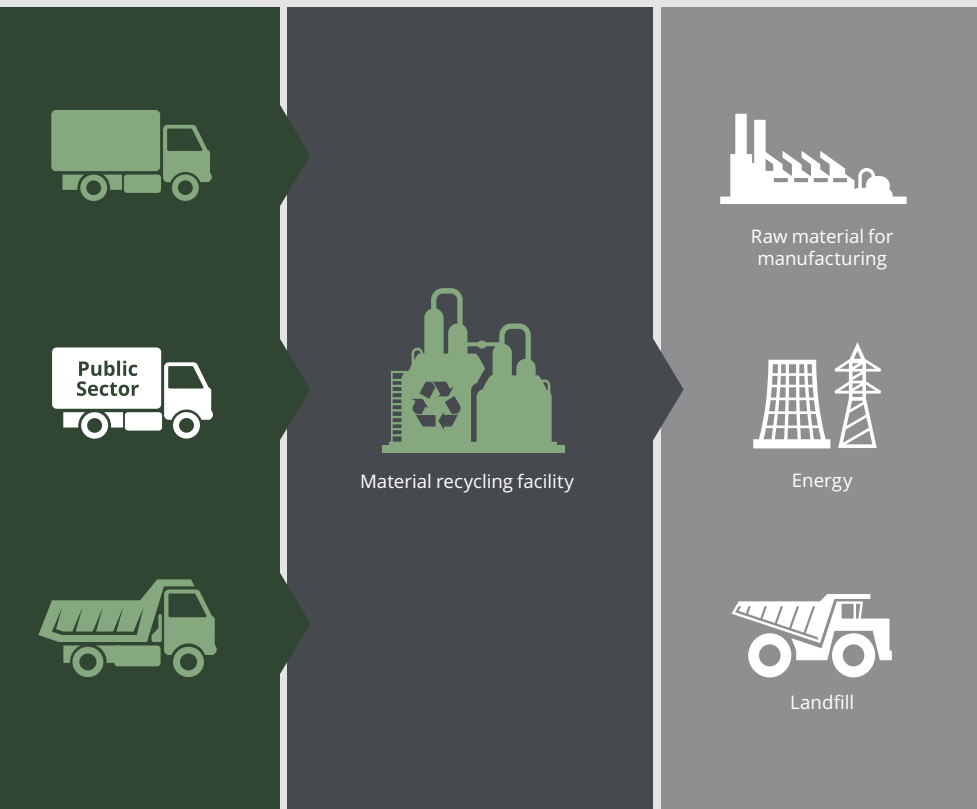 Public
Sector
Material recycling facility
Raw material for
manufacturing
Energy
Landfill